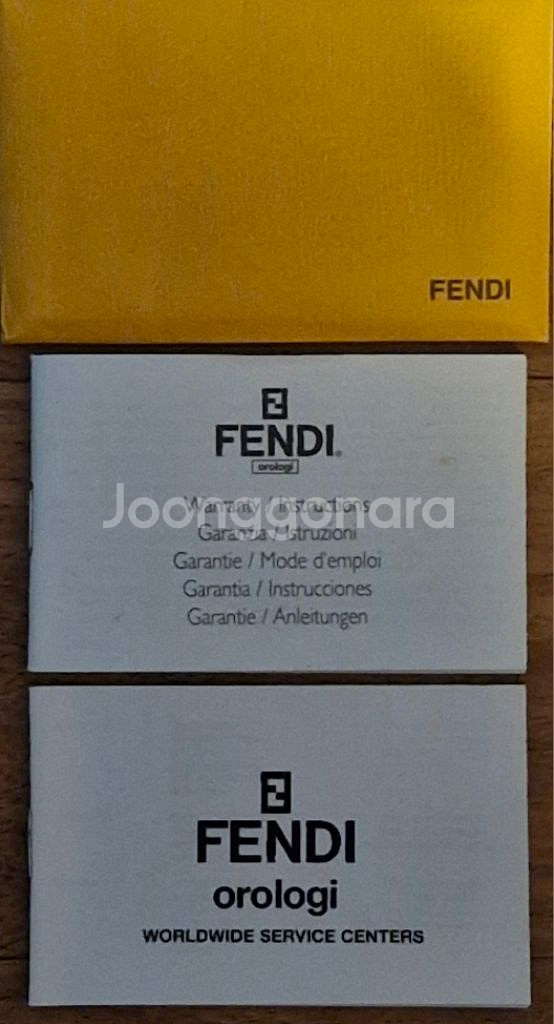 FENDI
FENDI®
orologi
Joonggonara
Warranty / Instructions
Garanzia / Istruzioni
Garantie / Mode d'emploi
Garantia / Instrucciones
Garantie / Anleitungen
FENDI
orologi
WORLDWIDE SERVICE CENTERS